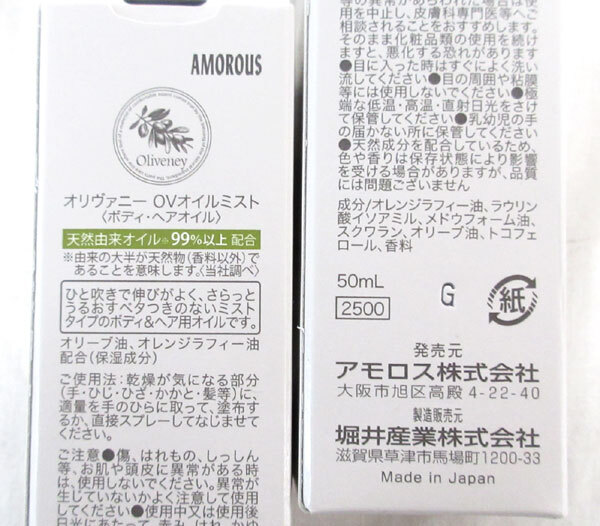 AMOROUS
Oliveney
オリヴァニー OVオイルミスト
〈ボディ・ヘアオイル〉
天然由来オイル※99%以上 配合
※由来の大半が天然物(香料以外)で
あることを意味します。〈当社調べ〉
ひと吹きで伸びがよく、さらっと
うるおすベタつきのないミスト
タイプのボディ&ヘア用オイルです。
オリーブ油、オレンジラフィー油
配合(保湿成分)
ご使用法:乾燥が気になる部分
(手・ひじ・ひざ・かかと・髪等)に、
適量を手のひらに取って、塗布す
るか、直接スプレーしてなじませて
ください。
ご注意●傷、はれもの、しっしん
等、お肌や頭皮に異常がある時
は、使用しないでください。異常が
生じていないかよく注意して使用
してください●使用中又は使用後
日光にあたって、赤み、はれ、かゆ
等の異常があらわれた場合は使
用を中止し、皮膚科専門医等へご
相談されることをおすすめします。
そのまま化粧品類の使用を続け
ますと、悪化する恐れがあります
●目に入った時はすぐによく洗い
流してください●目の周囲や粘膜
等には使用しないでください●極
端な低温・高温・直射日光をさけ
て保管してください●乳幼児の手
の届かない所に保管してください
●天然成分を配合しているため、
色や香りは保存状態により影響
を受ける場合がありますが、品質
には問題ございません
成分/オレンジラフィー油、ラウリン
酸イソアミル、メドウフォーム油、
スクワラン、オリーブ油、トコフェ
ロール、香料
50mL
2500
G
紙
発売元
アモロス株式会社
大阪市旭区高殿 4-22-40
製造販売元
堀井産業株式会社
滋賀県草津市馬場町1200-33
Made in Japan